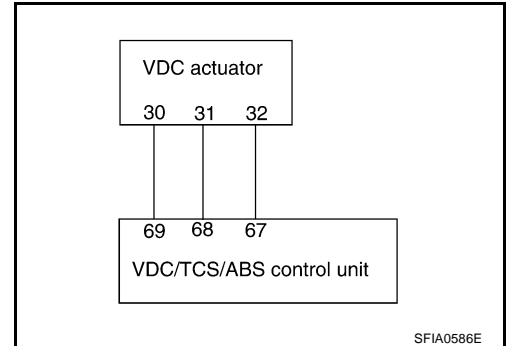 VDC actuator
30 31 32
69 68 67
VDC/TCS/ABS control unit
SFIA0586E